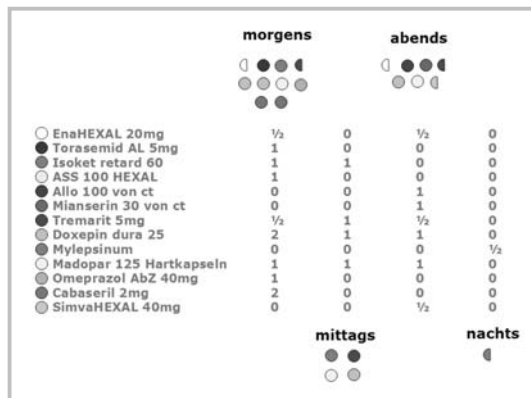 morgens abends
EnaHEXAL 20mg ½ 0 ½ 0
Torasemid AL 5mg 1 0 0 0
Isoket retard 60 1 1 0 0
ASS 100 HEXAL 1 0 0 0
Allo 100 von ct 0 0 1 0
Mianserin 30 von ct 0 0 1 0
Tremarit 5mg ½ 1 ½ 0
Doxepin dura 25 2 1 1 0
Mylepsinum 0 0 0 ½
Madopar 125 Hartkapseln 1 1 1 0
Omeprazol AbZ 40mg 1 0 0 0
Cabaseril 2mg 2 0 0 0
SimvaHEXAL 40mg 0 0 ½ 0
mittags nachts